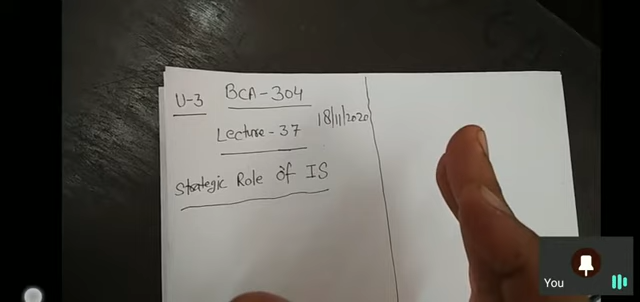 U-3 BCA-304
Lecture-37 18/11/2020
Strategic Role of IS
You